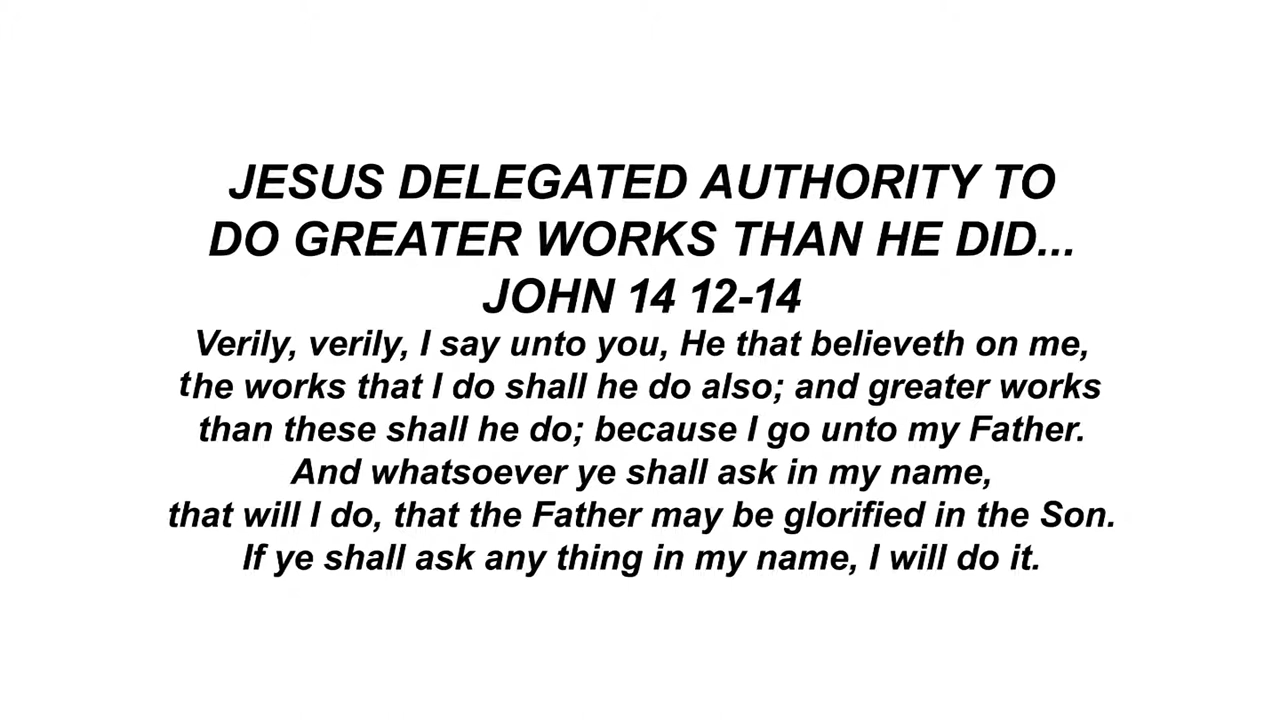 JESUS DELEGATED AUTHORITY TO
DO GREATER WORKS THAN HE DID...
JOHN 14 12-14
Verily, verily, I say unto you, He that believeth on me,
the works that I do shall he do also; and greater works
than these shall he do; because I go unto my Father.
And whatsoever ye shall ask in my name,
that will I do, that the Father may be glorified in the Son.
If ye shall ask any thing in my name, I will do it.